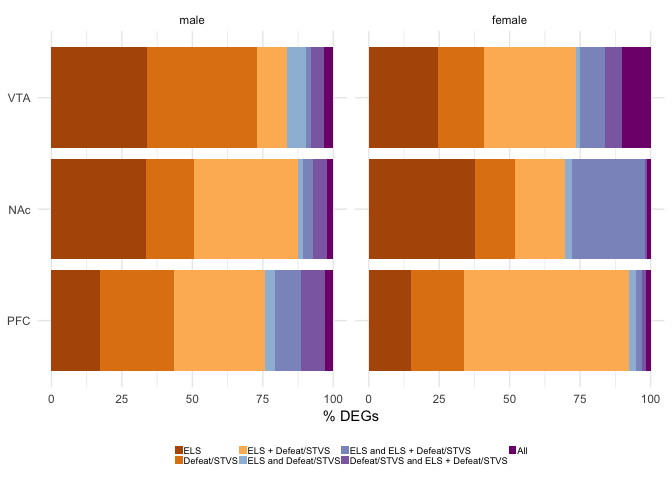 male female
VTA
NAc
PFC
0 25 50 75 100 0 25 50 75 100
% DEGs
ELS ELS + Defeat/STVS ELS and ELS + Defeat/STVS All
Defeat/STVS ELS and Defeat/STVS Defeat/STVS and ELS + Defeat/STVS